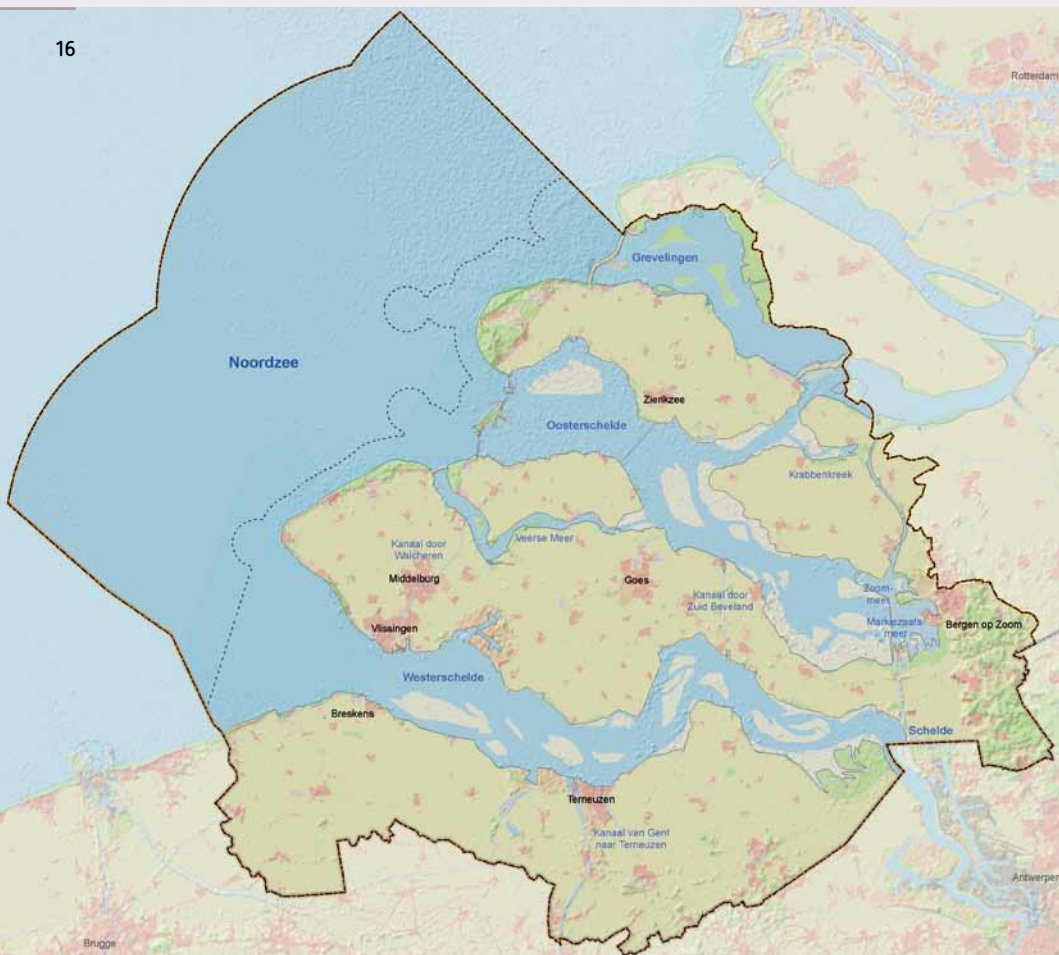 16
Rotterdam
Grevelingen
Noordzee
Zierikzee
Oosterschelde
Krabbenkreek
Kanaal door
Walcheren
Veerse Meer
Middelburg
Goes
Kanaal door
Zuid Beveland
Zoom-
meer
Markiezaats
meer
Bergen op Zoom
Vlissingen
Westerschelde
Breskens
Schelde
Terneuzen
Kanaal van Gent
naar Terneuzen
Antwerpen
Brugge